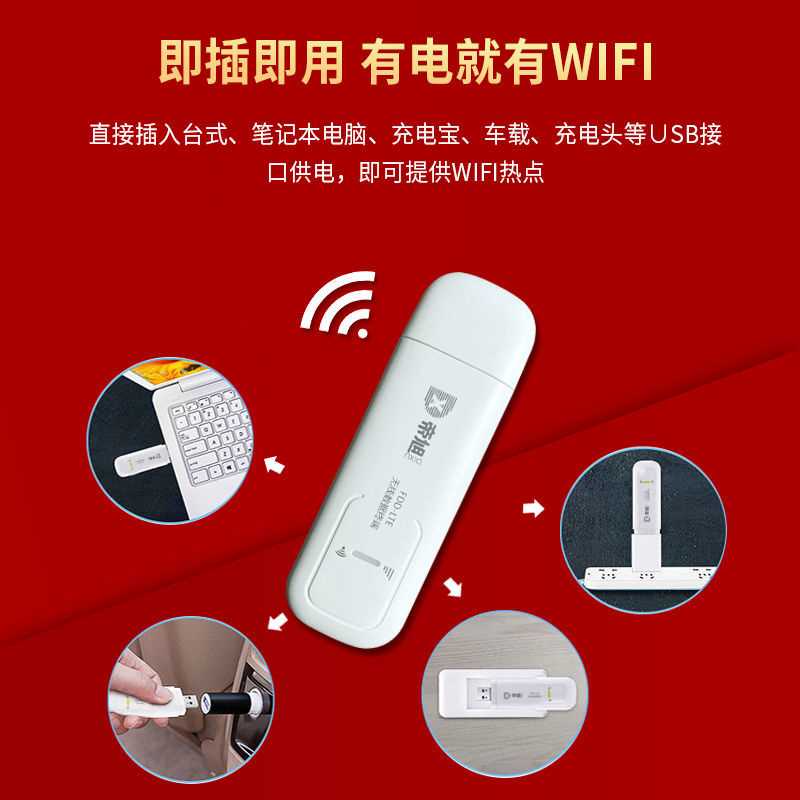 即插即用 有电就有WIFI
直接插入台式、笔记本电脑、充电宝、车载、充电头等USB接
口供电，即可提供WIFI热点
帝旭
DIXU
FDD-LTE
无线数据终端